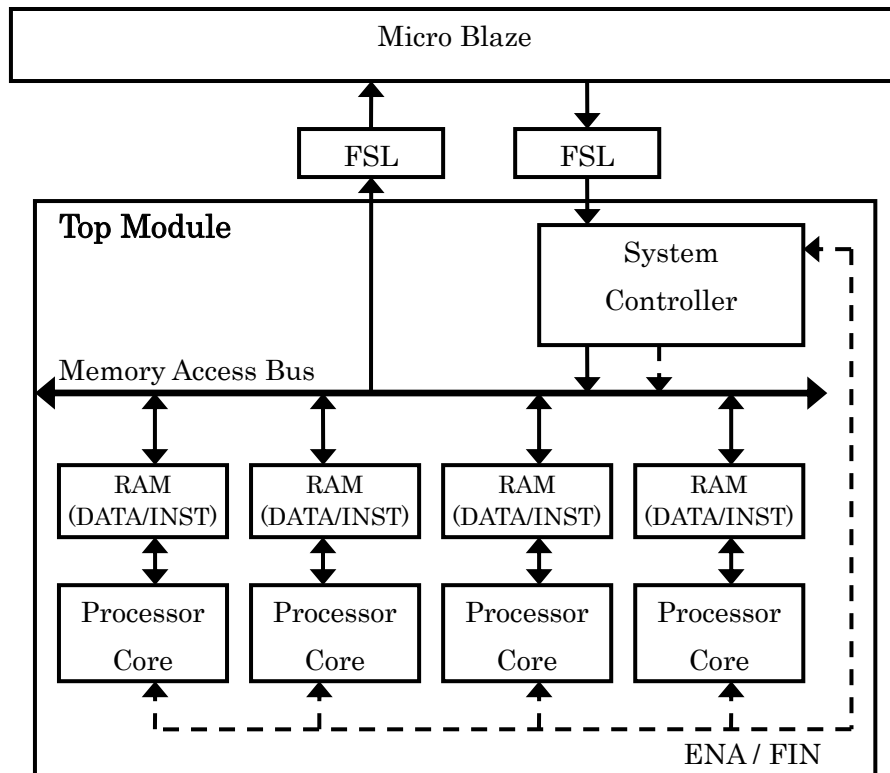 Micro Blaze
FSL
FSL
Top Module
System
Controller
Memory Access Bus
RAM
(DATA/INST)
RAM
(DATA/INST)
RAM
(DATA/INST)
RAM
(DATA/INST)
Processor
Core
Processor
Core
Processor
Core
Processor
Core
ENA / FIN